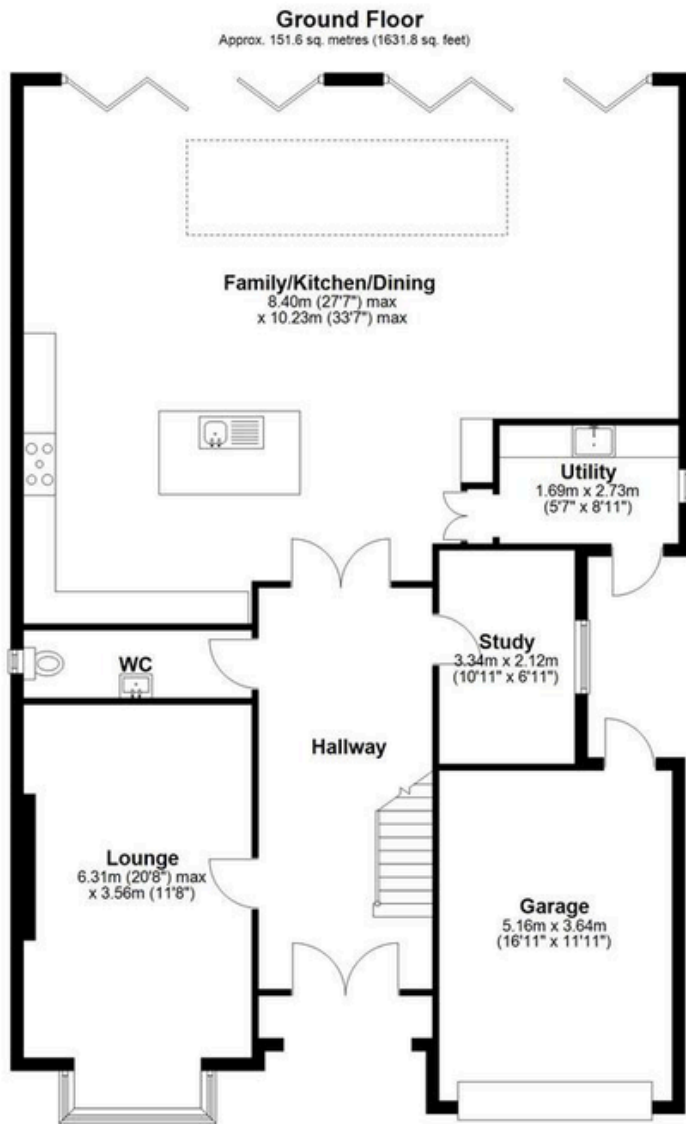 Ground Floor
Approx. 151.6 sq. metres (1631.8 sq. feet)
Family/Kitchen/Dining
8.40m (27'7") max
x 10.23m (33'7") max
Utility
1.69m x 2.73m
(5'7" x 8'11")
Study
3.34m x 2.12m
(10'11" x 6'11")
WC
Hallway
Lounge
6.31m (20'8") max
x 3.56m (11'8")
Garage
5.16m x 3.64m
(16'11" x 11'11")